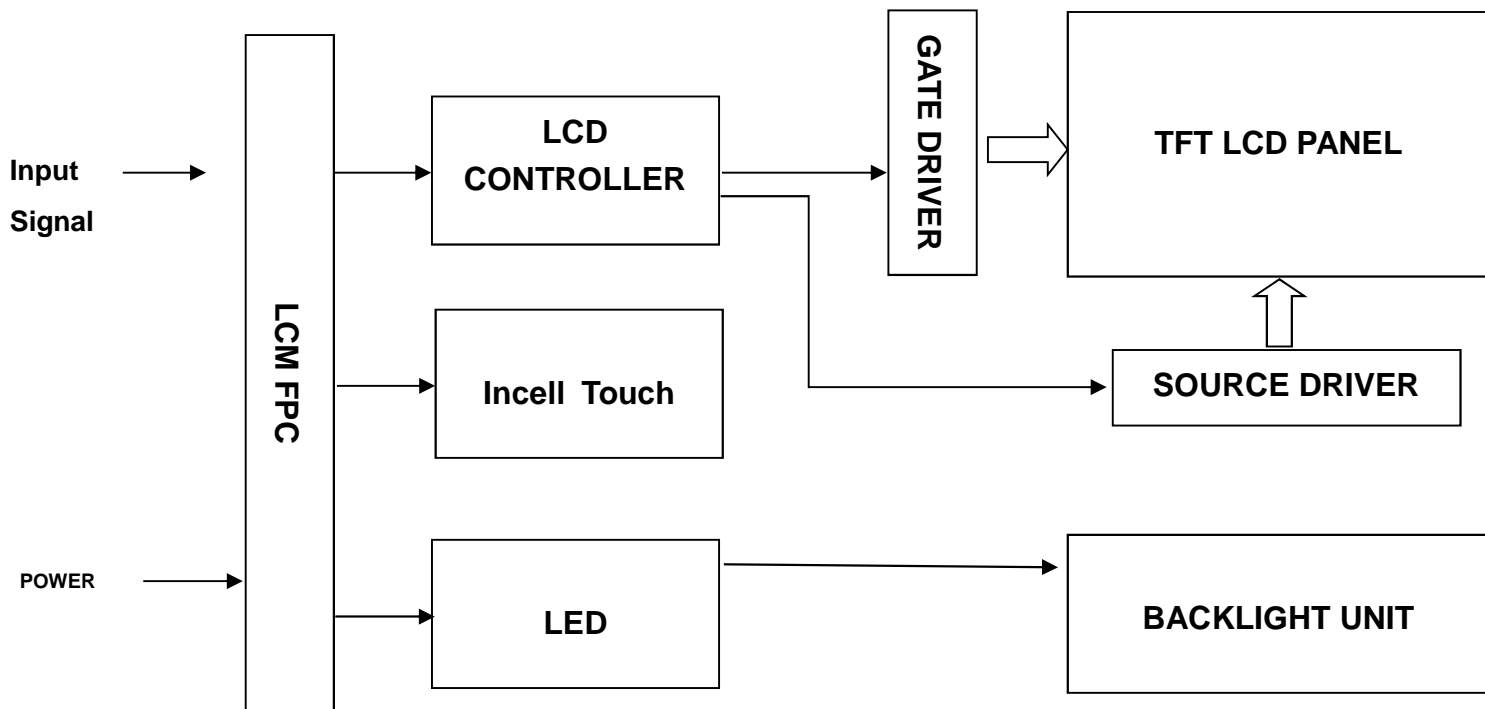 Input
Signal
POWER
LCM FPC
LCD
CONTROLLER
Incell Touch
LED
GATE DRIVER
TFT LCD PANEL
SOURCE DRIVER
BACKLIGHT UNIT